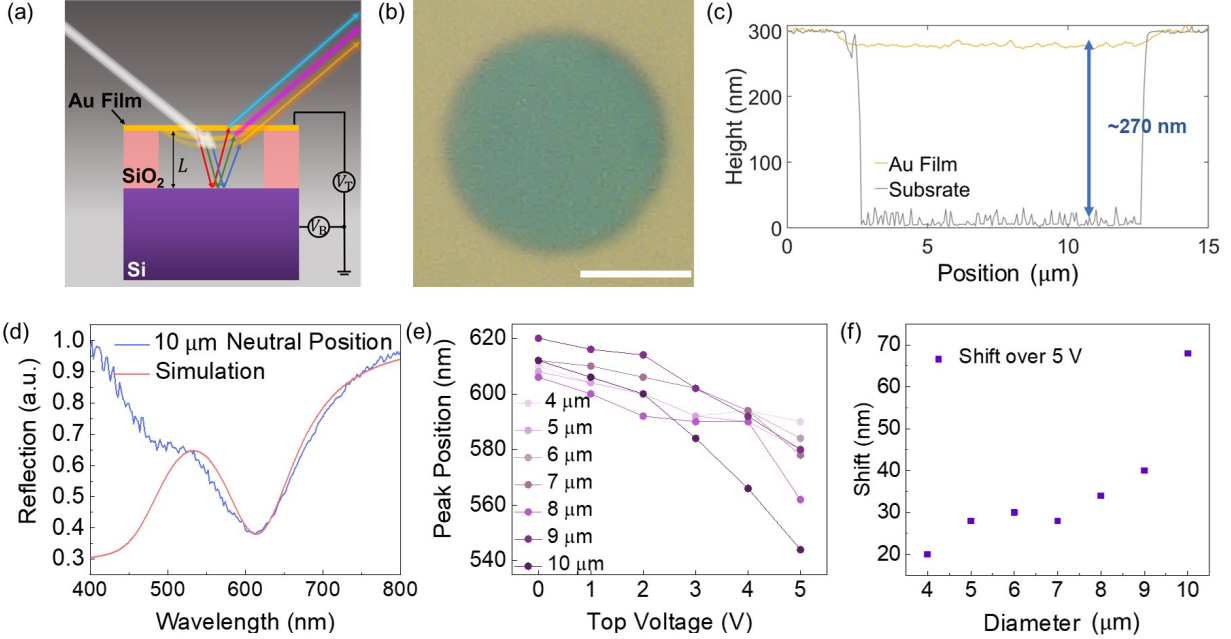 (a)
Au Film
L
SiO2
VT
VB
Si
(b)
(c)
300
200
100
0
Height (nm)
~270 nm
Au Film
Subsrate
0
5
10
15
Position (μm)
(d)
1.0
0.9
0.8
0.7
0.6
0.5
0.4
0.3
Reflection (a.u.)
10 μm Neutral Position
Simulation
400
500
600
700
800
Wavelength (nm)
(e)
620
600
580
560
540
Peak Position (nm)
4 μm
5 μm
6 μm
7 μm
8 μm
9 μm
10 μm
0
1
2
3
4
5
Top Voltage (V)
(f)
70
60
50
40
30
20
Shift (nm)
Shift over 5 V
4
5
6
7
8
9
10
Diameter (μm)